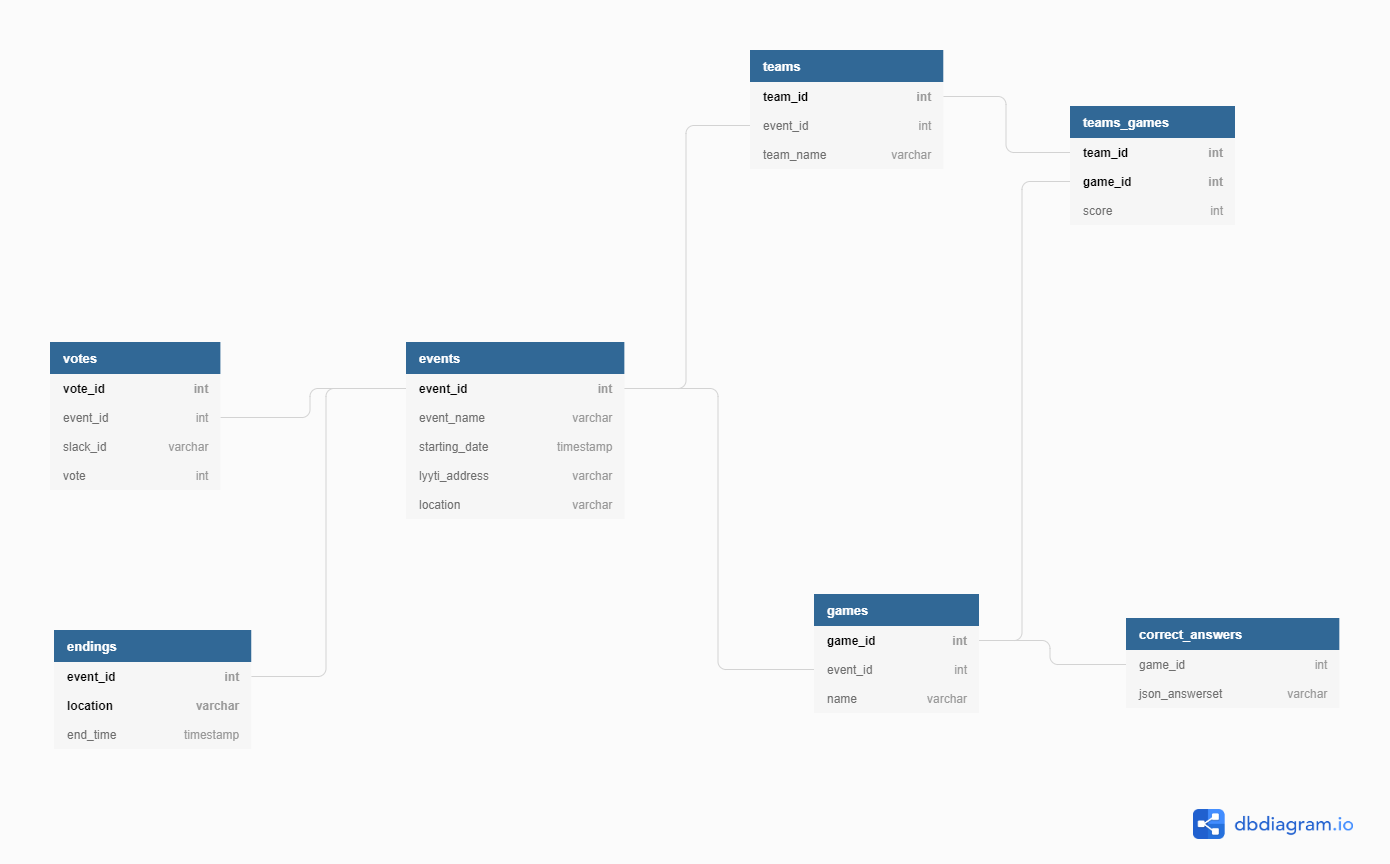 teams
team_id int
event_id int
team_name varchar
teams_games
team_id int
game_id int
score int
votes
vote_id int
event_id int
slack_id varchar
vote int
events
event_id int
event_name varchar
starting_date timestamp
lyyti_address varchar
location varchar
endings
event_id int
location varchar
end_time timestamp
games
game_id int
event_id int
name varchar
correct_answers
game_id int
json_answerset varchar
dbdiagram.io